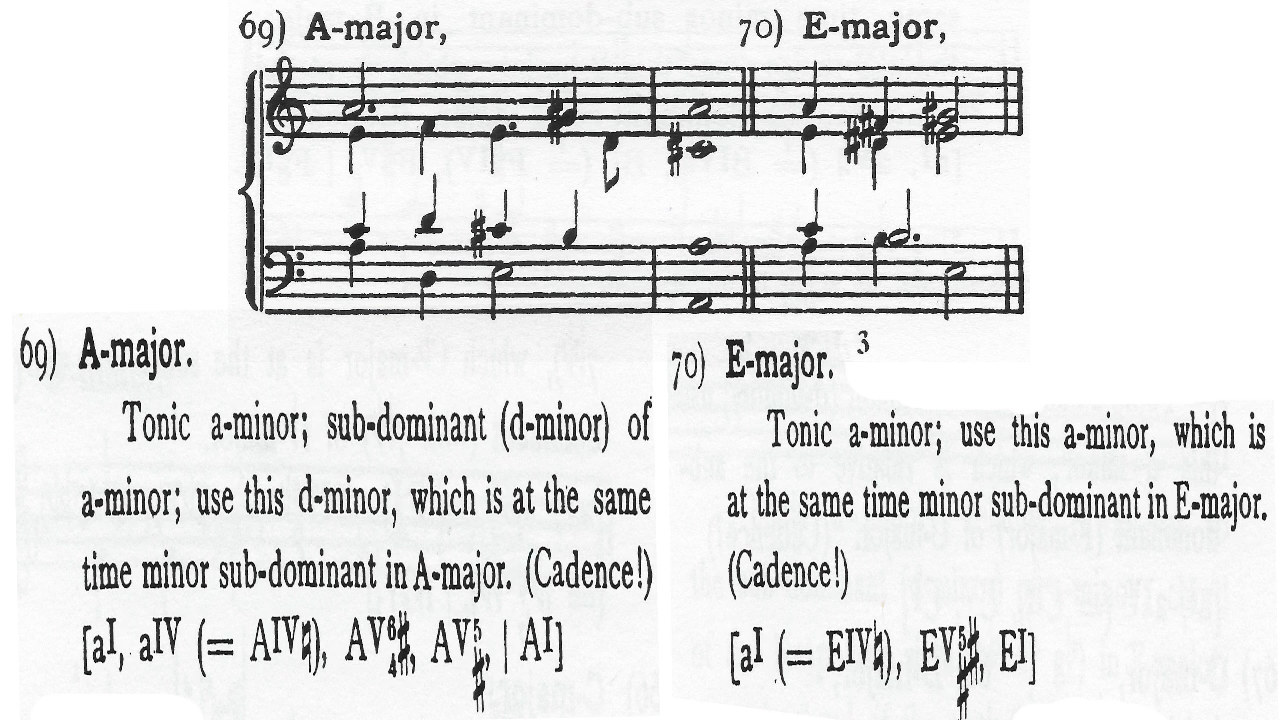 69) A-major,
70) E-major,
69) A-major.
Tonic a-minor; sub-dominant (d-minor) of
a-minor; use this d-minor, which is at the same
time minor sub-dominant in A-major. (Cadence!)
[aI, aIV (= AIV♮), AV6/4♯, AV5/♯, | AI]
70) E-major. 3
Tonic a-minor; use this a-minor, which is
at the same time minor sub-dominant in E-major.
(Cadence!)
[aI (= EIV♮), EV5/♯♯, EI]